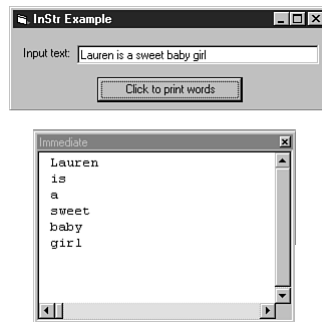 InStr Example
Input text: Lauren is a sweet baby girl
Click to print words
Immediate
Lauren
is
a
sweet
baby
girl